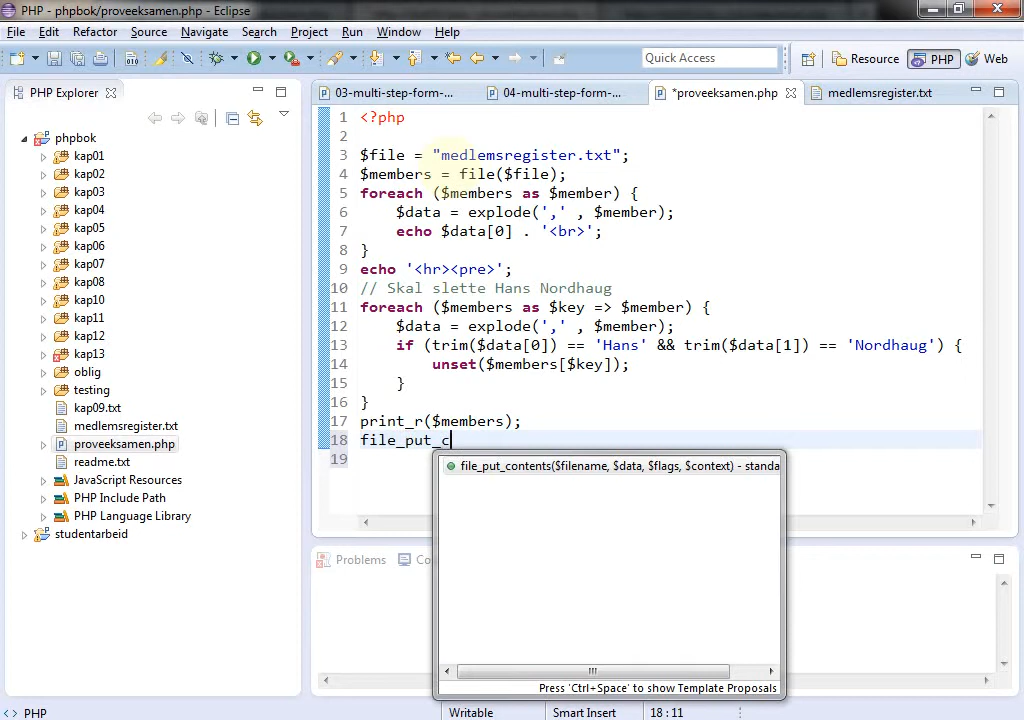 PHP - phpbok/proveeksamen.php - Eclipse
File Edit Refactor Source Navigate Search Project Run Window Help
Quick Access
Resource PHP Web
PHP Explorer
03-multi-step-form-... 04-multi-step-form-... *proveeksamen.php medlemsregister.txt
phpbok
kap01
kap02
kap03
kap04
kap05
kap06
kap07
kap08
kap10
kap11
kap12
kap13
oblig
testing
kap09.txt
medlemsregister.txt
proveeksamen.php
readme.txt
JavaScript Resources
PHP Include Path
PHP Language Library
studentarbeid
1 <?php
2
3 $file = "medlemsregister.txt";
4 $members = file($file);
5 foreach ($members as $member) {
6 $data = explode(',' , $member);
7 echo $data[0] . '<br>';
8 }
9 echo '<hr><pre>';
10 // Skal slette Hans Nordhaug
11 foreach ($members as $key => $member) {
12 $data = explode(',' , $member);
13 if (trim($data[0]) == 'Hans' && trim($data[1]) == 'Nordhaug') {
14 unset($members[$key]);
15 }
16 }
17 print_r($members);
18 file_put_c
19
file_put_contents($filename, $data, $flags, $context) - standa
Press 'Ctrl+Space' to show Template Proposals
Problems Co
PHP Writable Smart Insert 18 : 11